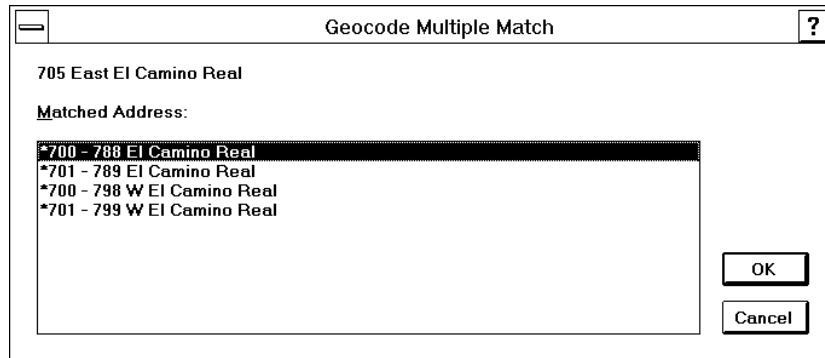 Geocode Multiple Match ?
705 East El Camino Real
Matched Address:
*700 - 788 El Camino Real
*701 - 789 El Camino Real
*700 - 798 W El Camino Real
*701 - 799 W El Camino Real
OK
Cancel